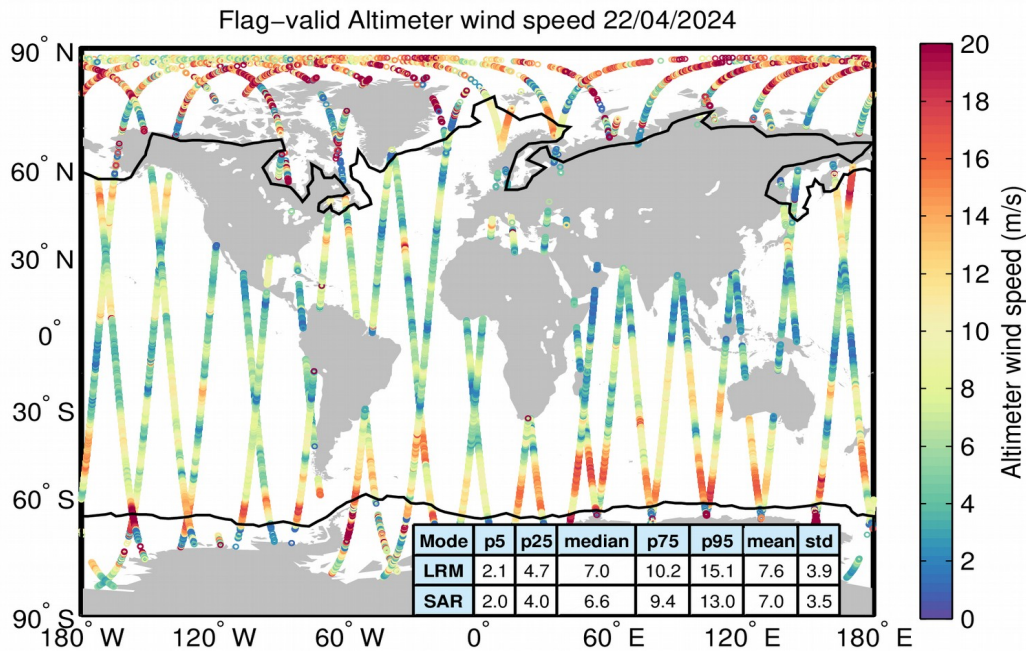 Flag-valid Altimeter wind speed 22/04/2024
90° N
60° N
30° N
0°
30° S
60° S
90° S
180° W
120° W
60° W
0°
60° E
120° E
180° E
Mode p5 p25 median p75 p95 mean std
LRM 2.1 4.7 7.0 10.2 15.1 7.6 3.9
SAR 2.0 4.0 6.6 9.4 13.0 7.0 3.5
20
18
16
14
12
10
8
6
4
2
0
Altimeter wind speed (m/s)